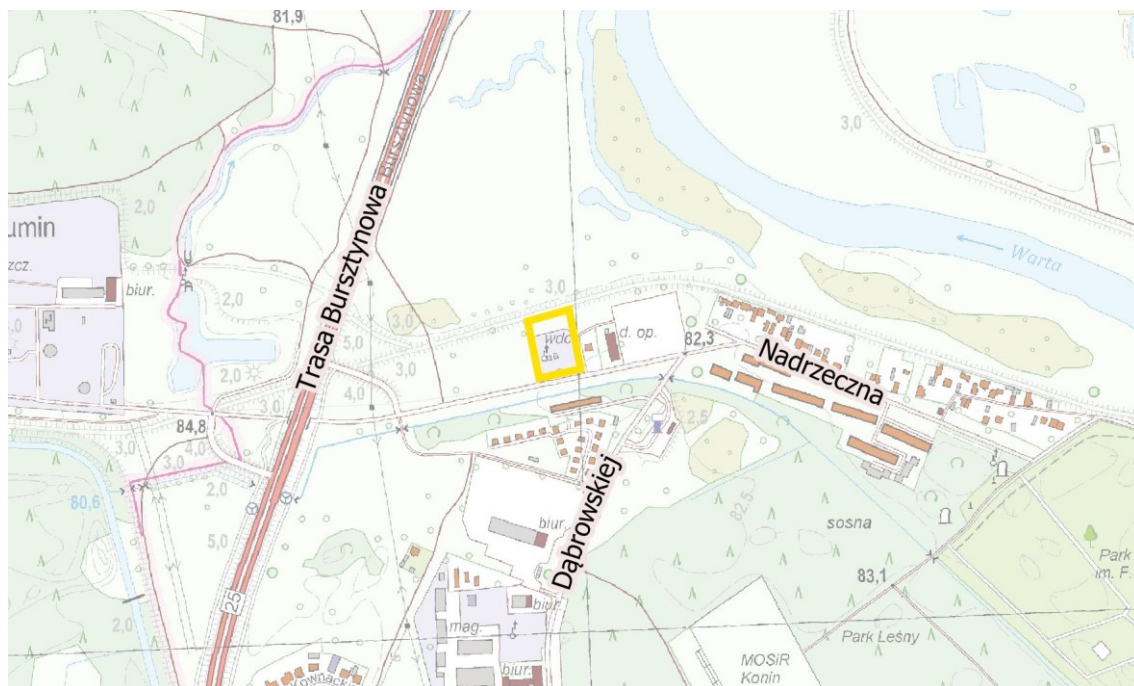 81,9
3,0
2,0
umin
Warta
zcz.
biur.
2,0
3,0
3,0
5,0
wdc
d. op.
82,3
Trasa Bursztynowa
Bursztynowa
Nadrzeczna
2,0
4,0
3,0
3,0
84,8
4,0
2,5
3,0
3,0
2,0
80,6
5,0
Dąbrowskiej
82,5
biur.
sosna
Park
im. F.
83,1
25
2,0
biur.
mag.
Park Leśny
biur.
MOSiR
Konin
Kownack